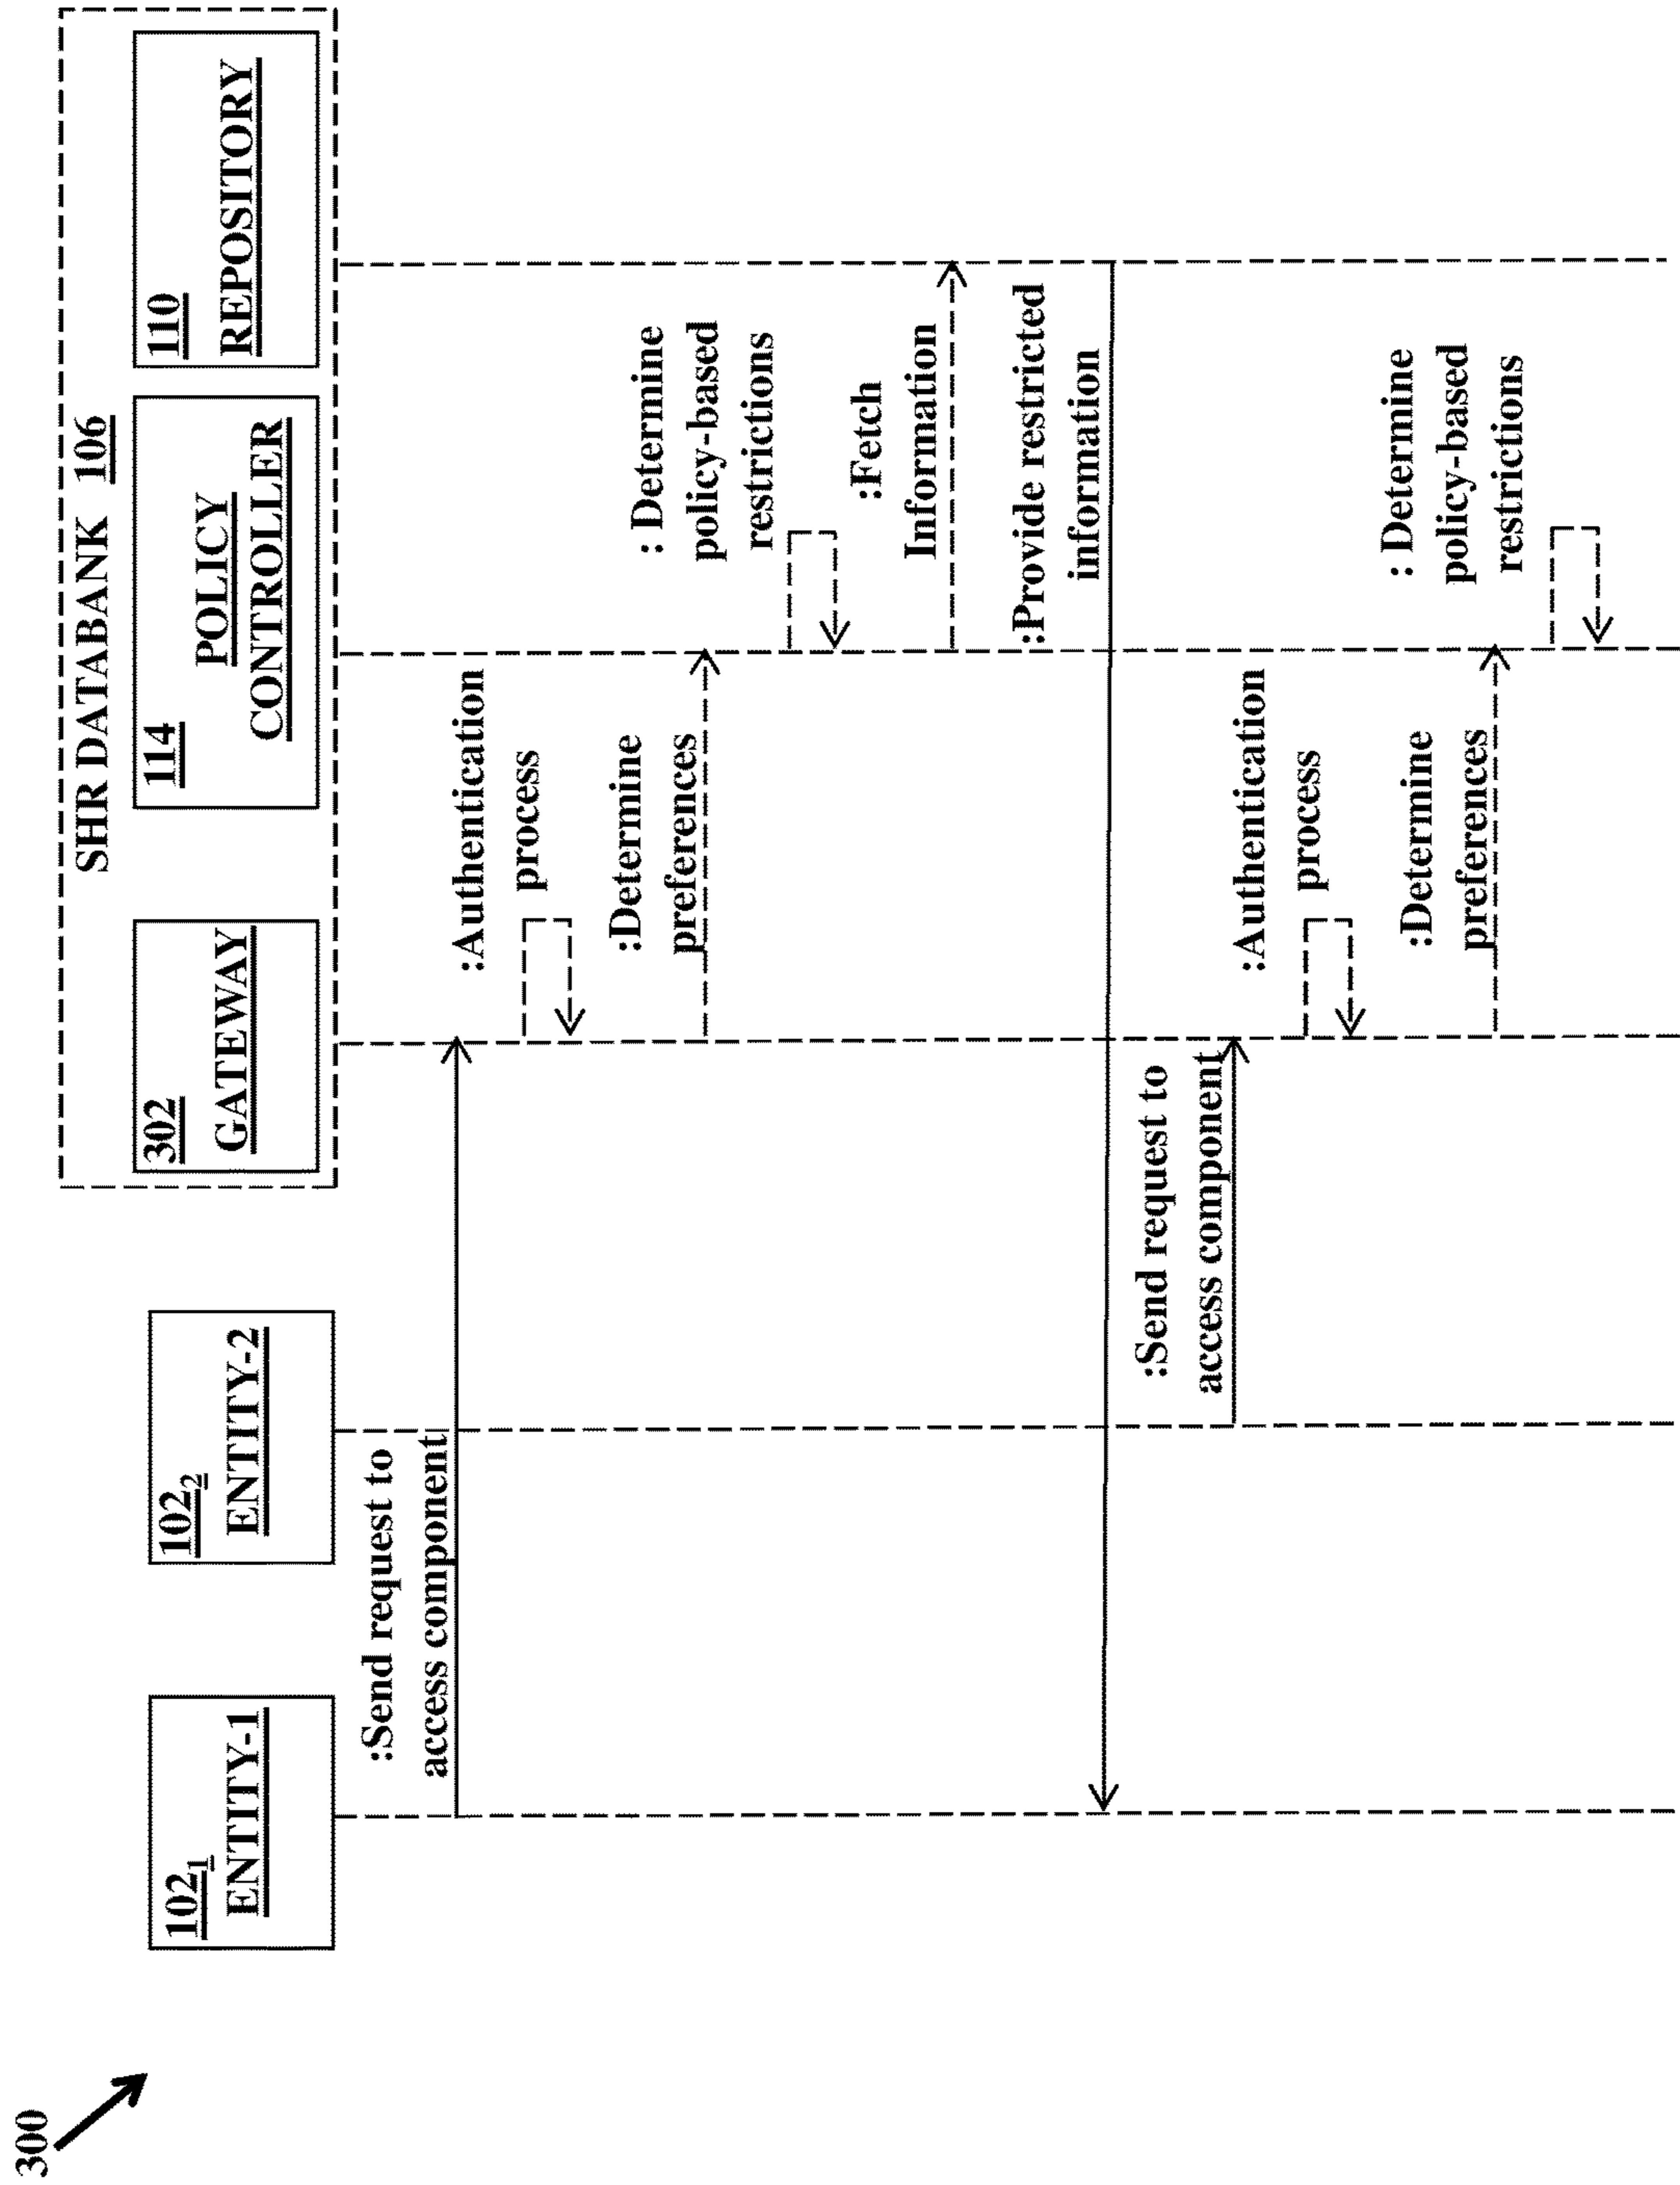 300
SHR DATABANK 106
102₁
ENTITY-1
102₂
ENTITY-2
302
GATEWAY
114
POLICY
CONTROLLER
110
REPOSITORY
:Send request to
access component
:Authentication
process
:Determine
preferences
: Determine
policy-based
restrictions
:Fetch
Information
:Provide restricted
information
:Send request to
access component
:Authentication
process
:Determine
preferences
: Determine
policy-based
restrictions